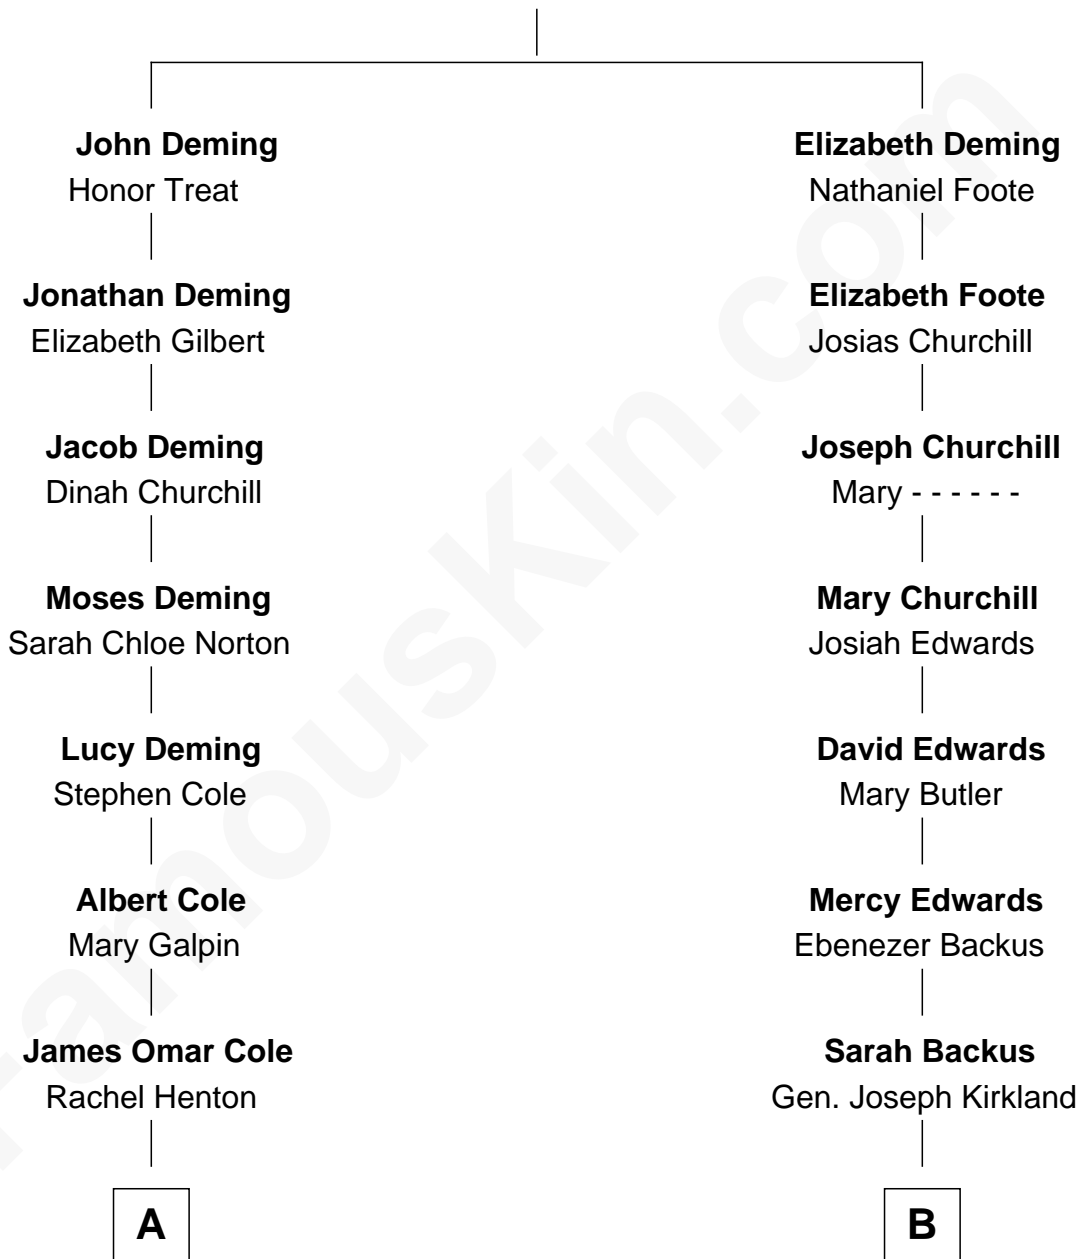 John Deming
Honor Treat
Elizabeth Deming
Nathaniel Foote
Jonathan Deming
Elizabeth Gilbert
Elizabeth Foote
Josias Churchill
Jacob Deming
Dinah Churchill
Joseph Churchill
Mary - - - - - -
Moses Deming
Sarah Chloe Norton
Mary Churchill
Josiah Edwards
Lucy Deming
Stephen Cole
David Edwards
Mary Butler
Albert Cole
Mary Galpin
Mercy Edwards
Ebenezer Backus
James Omar Cole
Rachel Henton
Sarah Backus
Gen. Joseph Kirkland
A
B
FamousKin.com